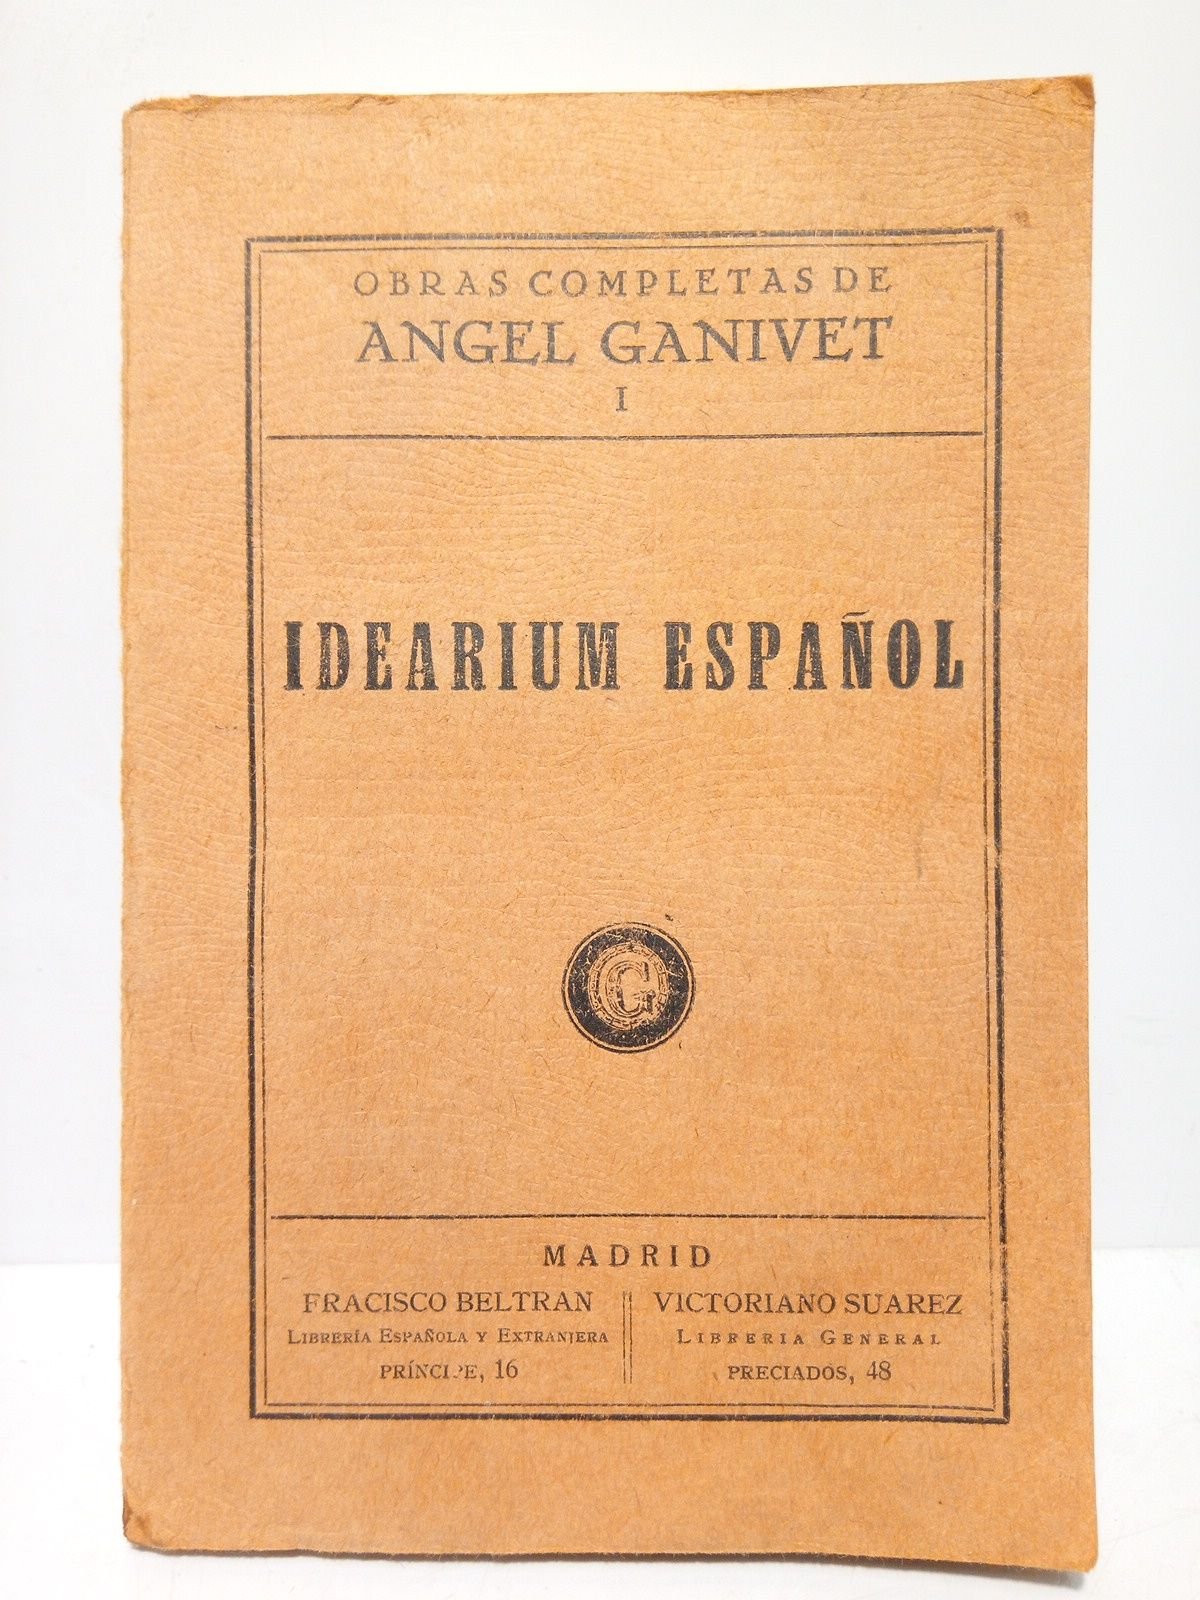 OBRAS COMPLETAS DE
ANGEL GANIVET
I
IDEARIUM ESPAÑOL
G
MADRID
FRACISCO BELTRAN
LIBRERÍA ESPAÑOLA Y EXTRANJERA
PRÍNCIPE, 16
VICTORIANO SUAREZ
LIBRERIA GENERAL
PRECIADOS, 48